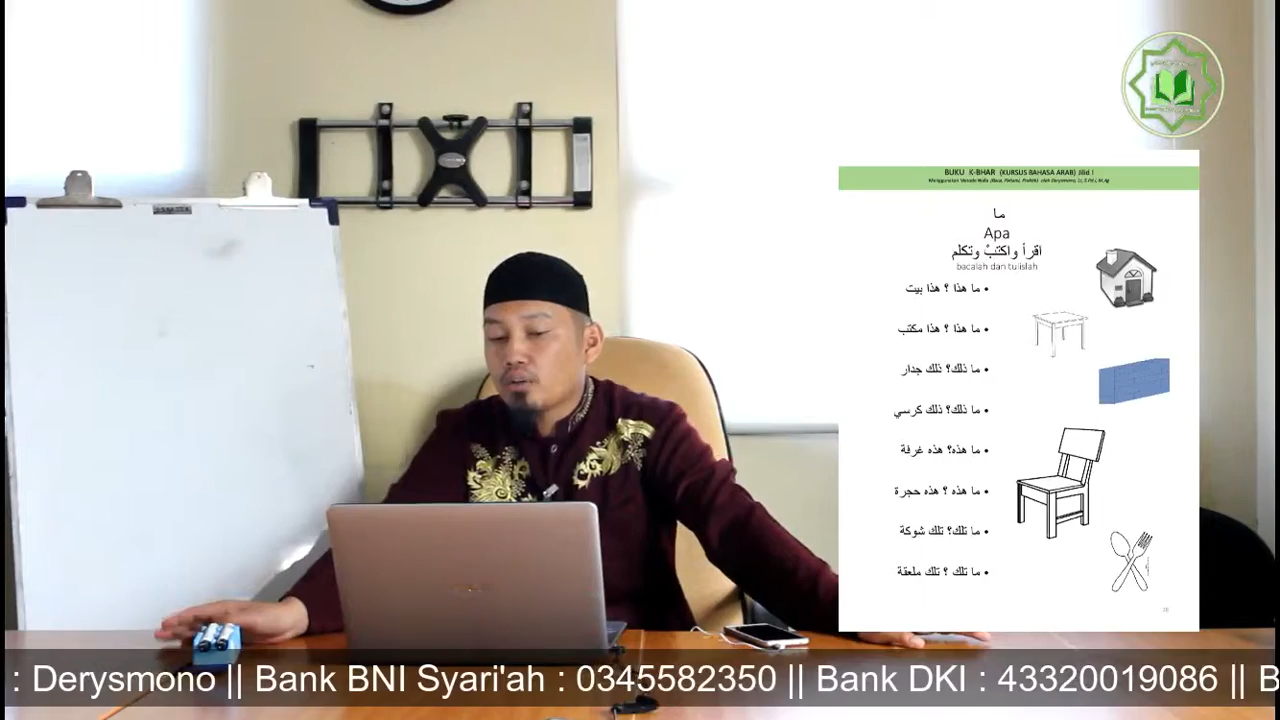 BUKU K-BHAR (KURSUS BAHASA ARAB) Jilid I
ما
Apa
اقرأ واكتبْ وتكلم
bacalah dan tulislah
• ما هذا ؟ هذا بيت
• ما هذا ؟ هذا مكتب
• ما ذلك؟ ذلك جدار
• ما ذلك؟ ذلك كرسي
• ما هذه؟ هذه غرفة
• ما هذه ؟ هذه حجرة
• ما تلك؟ تلك شوكة
• ما تلك ؟ تلك ملعقة
: Derysmono || Bank BNI Syari'ah : 0345582350 || Bank DKI : 43320019086 || B